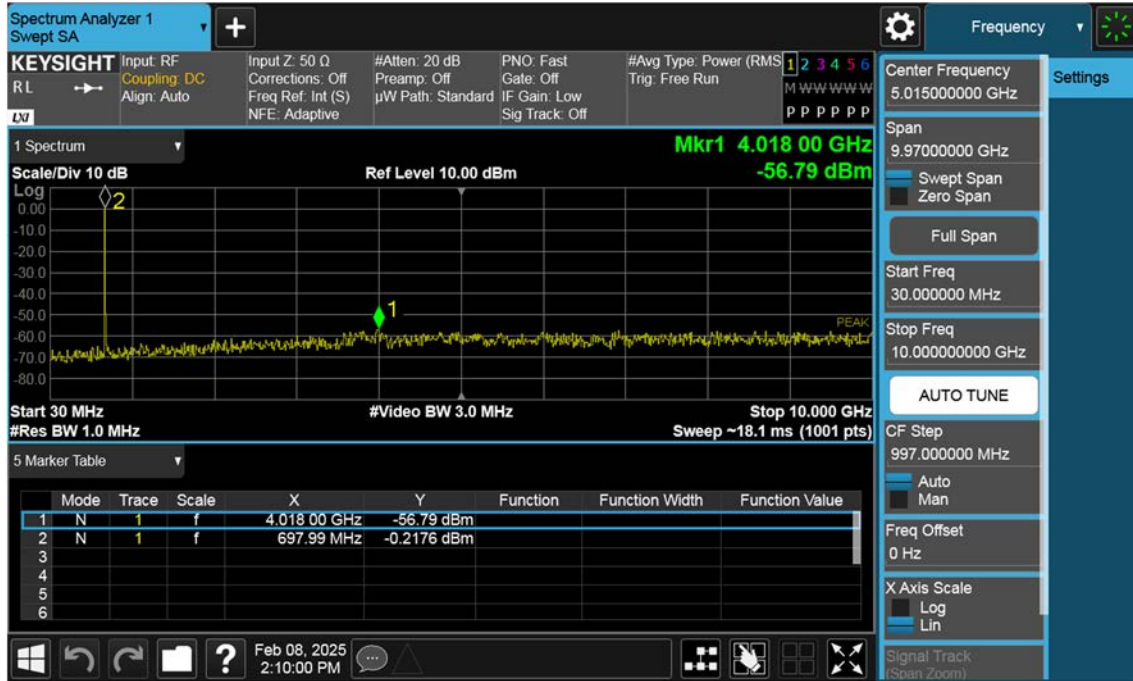 Spectrum Analyzer 1
Swept SA
+
Frequency
KEYSIGHT
R L
LXI
Input: RF
Coupling: DC
Align: Auto
Input Z: 50 Ω
Corrections: Off
Freq Ref: Int (S)
NFE: Adaptive
#Atten: 20 dB
Preamp: Off
µW Path: Standard
PNO: Fast
Gate: Off
IF Gain: Low
Sig Track: Off
#Avg Type: Power (RMS
Trig: Free Run
1 2 3 4 5 6
M W W W W W
P P P P P P
1 Spectrum
Scale/Div 10 dB
Ref Level 10.00 dBm
Mkr1 4.018 00 GHz
-56.79 dBm
Log
0.00
-10.0
-20.0
-30.0
-40.0
-50.0
-60.0
-70.0
-80.0
2
1
PEAK
Start 30 MHz
#Video BW 3.0 MHz
Stop 10.000 GHz
#Res BW 1.0 MHz
Sweep ~18.1 ms (1001 pts)
5 Marker Table
Mode Trace Scale X Y Function Function Width Function Value
1 N 1 f 4.018 00 GHz -56.79 dBm
2 N 1 f 697.99 MHz -0.2176 dBm
3
4
5
6
?
Feb 08, 2025
2:10:00 PM
Center Frequency
5.015000000 GHz
Span
9.97000000 GHz
Swept Span
Zero Span
Full Span
Start Freq
30.000000 MHz
Stop Freq
10.000000000 GHz
AUTO TUNE
CF Step
997.000000 MHz
Auto
Man
Freq Offset
0 Hz
X Axis Scale
Log
Lin
Signal Track
(Span Zoom)
Settings